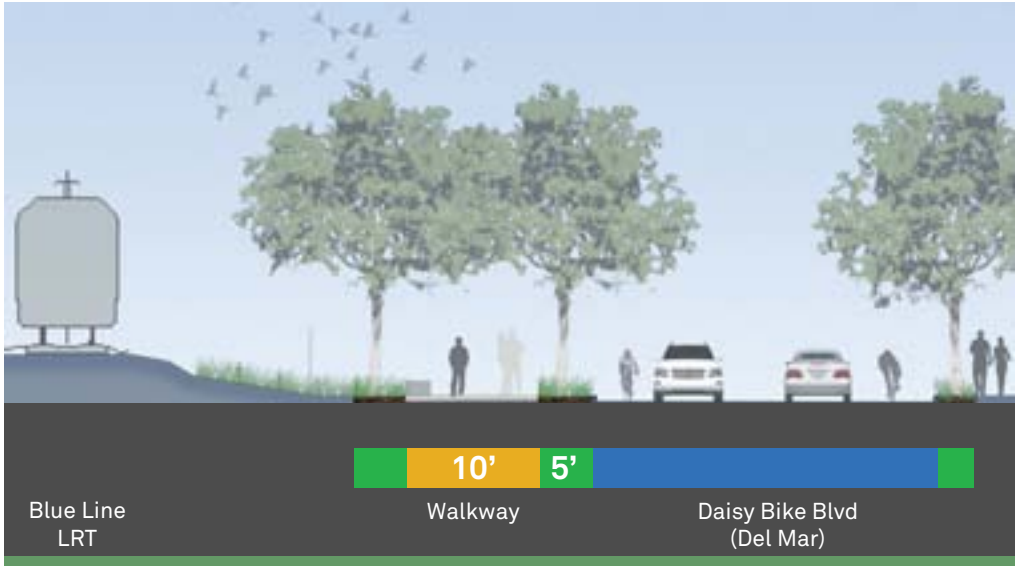 10’ 5’
Blue Line
LRT
Walkway
Daisy Bike Blvd
(Del Mar)